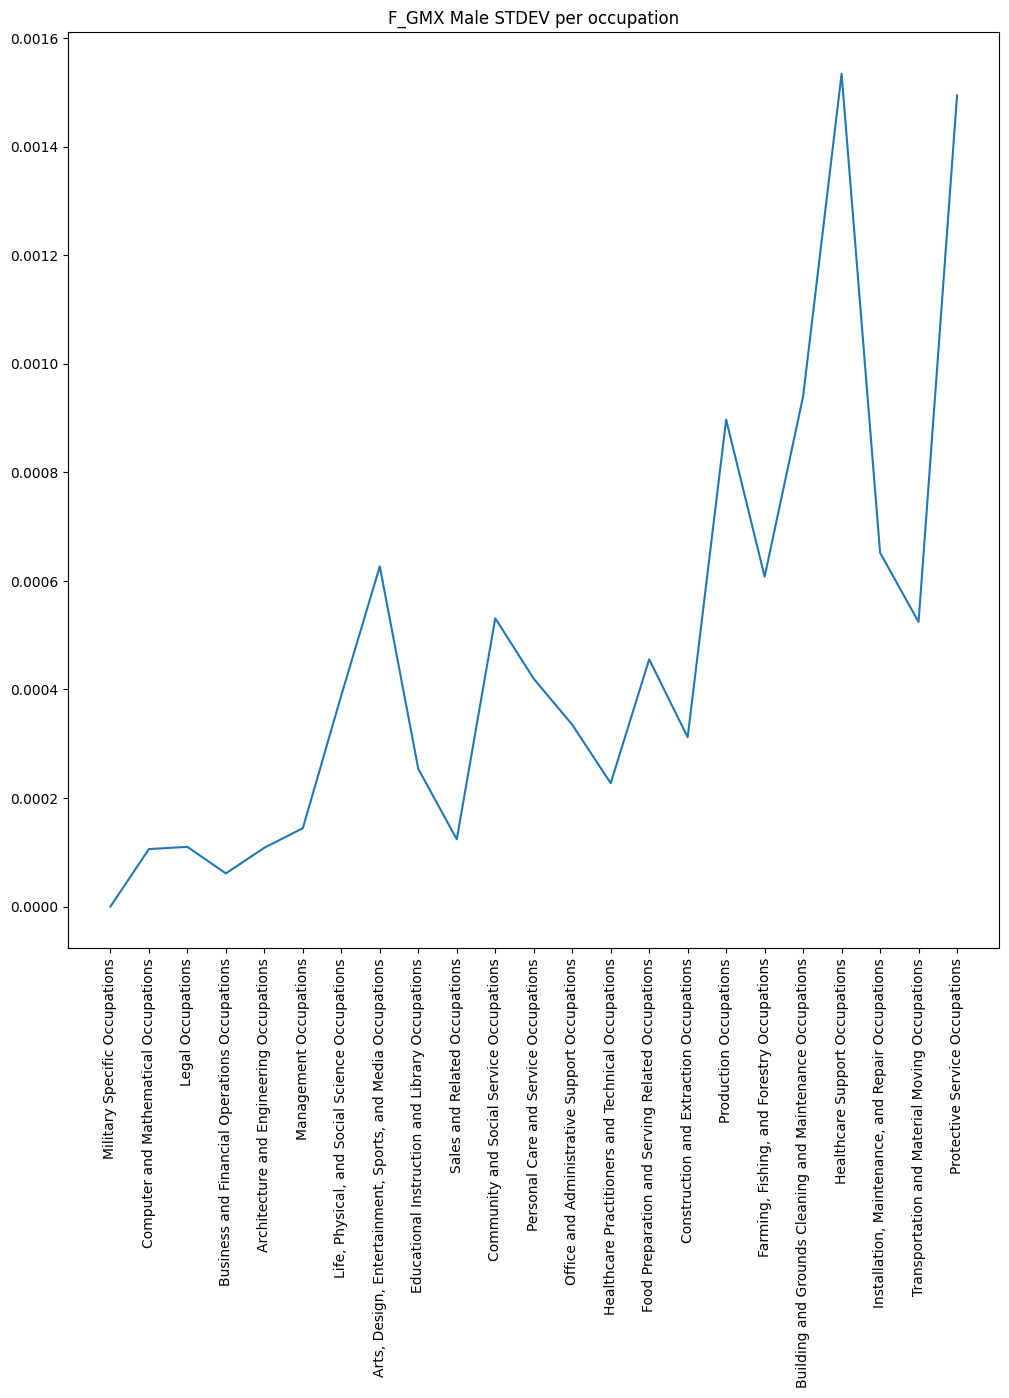 F_GMX Male STDEV per occupation
0.0016
0.0014
0.0012
0.0010
0.0008
0.0006
0.0004
0.0002
0.0000
Military Specific Occupations
Computer and Mathematical Occupations
Legal Occupations
Business and Financial Operations Occupations
Architecture and Engineering Occupations
Management Occupations
Life, Physical, and Social Science Occupations
Arts, Design, Entertainment, Sports, and Media Occupations
Educational Instruction and Library Occupations
Sales and Related Occupations
Community and Social Service Occupations
Personal Care and Service Occupations
Office and Administrative Support Occupations
Healthcare Practitioners and Technical Occupations
Food Preparation and Serving Related Occupations
Construction and Extraction Occupations
Production Occupations
Farming, Fishing, and Forestry Occupations
Building and Grounds Cleaning and Maintenance Occupations
Healthcare Support Occupations
Installation, Maintenance, and Repair Occupations
Transportation and Material Moving Occupations
Protective Service Occupations